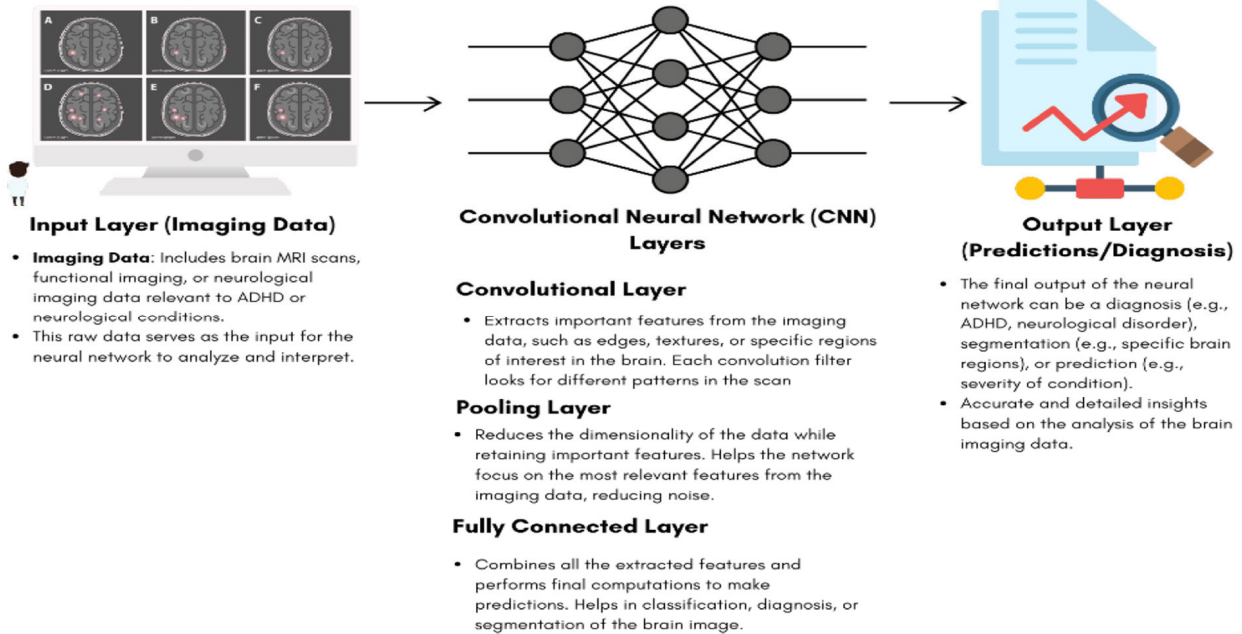 A
B
C
D
E
F
Input Layer (Imaging Data)
• Imaging Data: Includes brain MRI scans,
functional imaging, or neurological
imaging data relevant to ADHD or
neurological conditions.
• This raw data serves as the input for the
neural network to analyze and interpret.
Convolutional Neural Network (CNN)
Layers
Convolutional Layer
• Extracts important features from the imaging
data, such as edges, textures, or specific regions
of interest in the brain. Each convolution filter
looks for different patterns in the scan
Pooling Layer
• Reduces the dimensionality of the data while
retaining important features. Helps the network
focus on the most relevant features from the
imaging data, reducing noise.
Fully Connected Layer
• Combines all the extracted features and
performs final computations to make
predictions. Helps in classification, diagnosis, or
segmentation of the brain image.
Output Layer
(Predictions/Diagnosis)
• The final output of the neural
network can be a diagnosis (e.g.,
ADHD, neurological disorder),
segmentation (e.g., specific brain
regions), or prediction (e.g.,
severity of condition).
• Accurate and detailed insights
based on the analysis of the brain
imaging data.